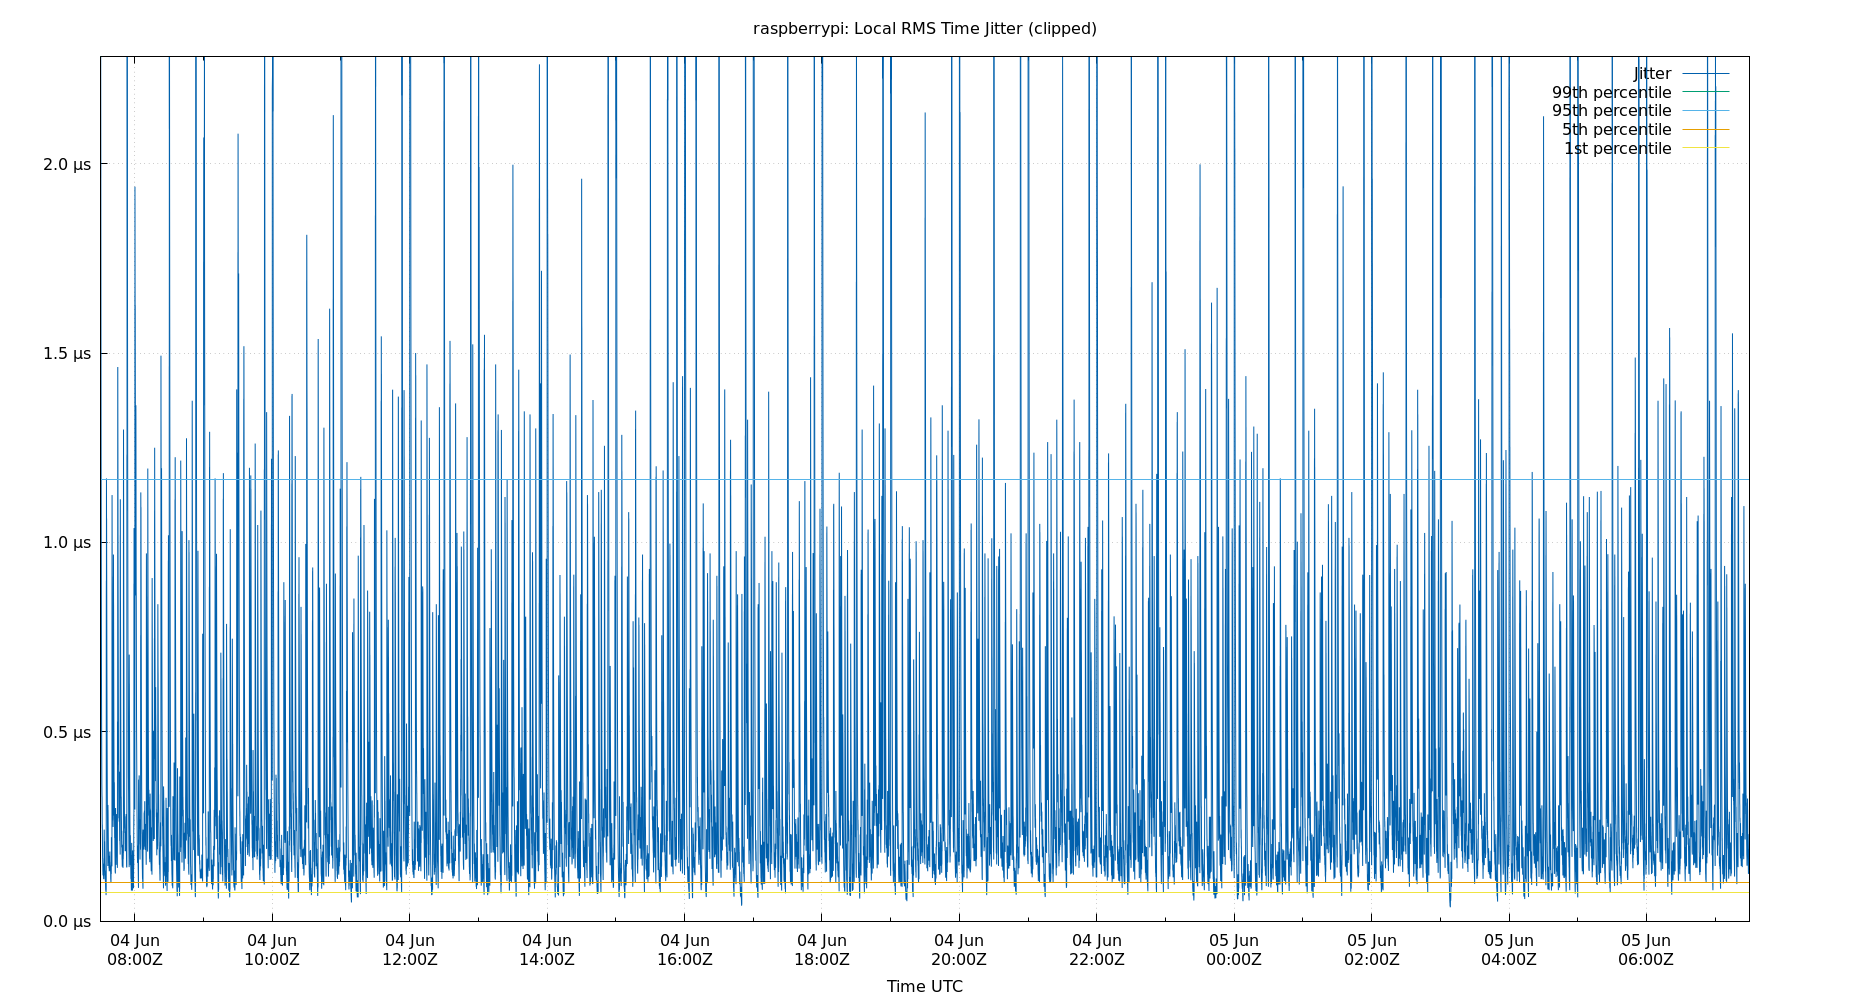 raspberrypi: Local RMS Time Jitter (clipped)
Jitter
99th percentile
95th percentile
5th percentile
1st percentile
2.0 µs
1.5 µs
1.0 µs
0.5 µs
0.0 µs
04 Jun 04 Jun 04 Jun 04 Jun 04 Jun 04 Jun 04 Jun 04 Jun 05 Jun 05 Jun 05 Jun 05 Jun
08:00Z 10:00Z 12:00Z 14:00Z 16:00Z 18:00Z 20:00Z 22:00Z 00:00Z 02:00Z 04:00Z 06:00Z
Time UTC